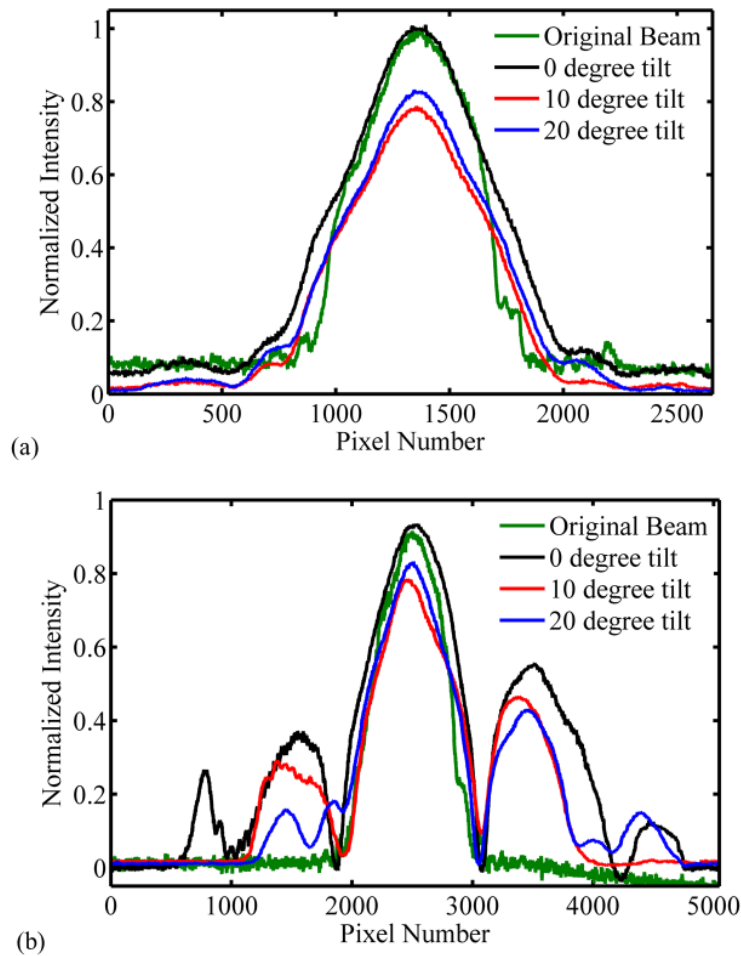 1
0.8
0.6
0.4
0.2
0
Normalized Intensity
Original Beam
0 degree tilt
10 degree tilt
20 degree tilt
0 500 1000 1500 2000 2500
Pixel Number
(a)
1
0.8
0.6
0.4
0.2
0
Normalized Intensity
Original Beam
0 degree tilt
10 degree tilt
20 degree tilt
0 1000 2000 3000 4000 5000
Pixel Number
(b)